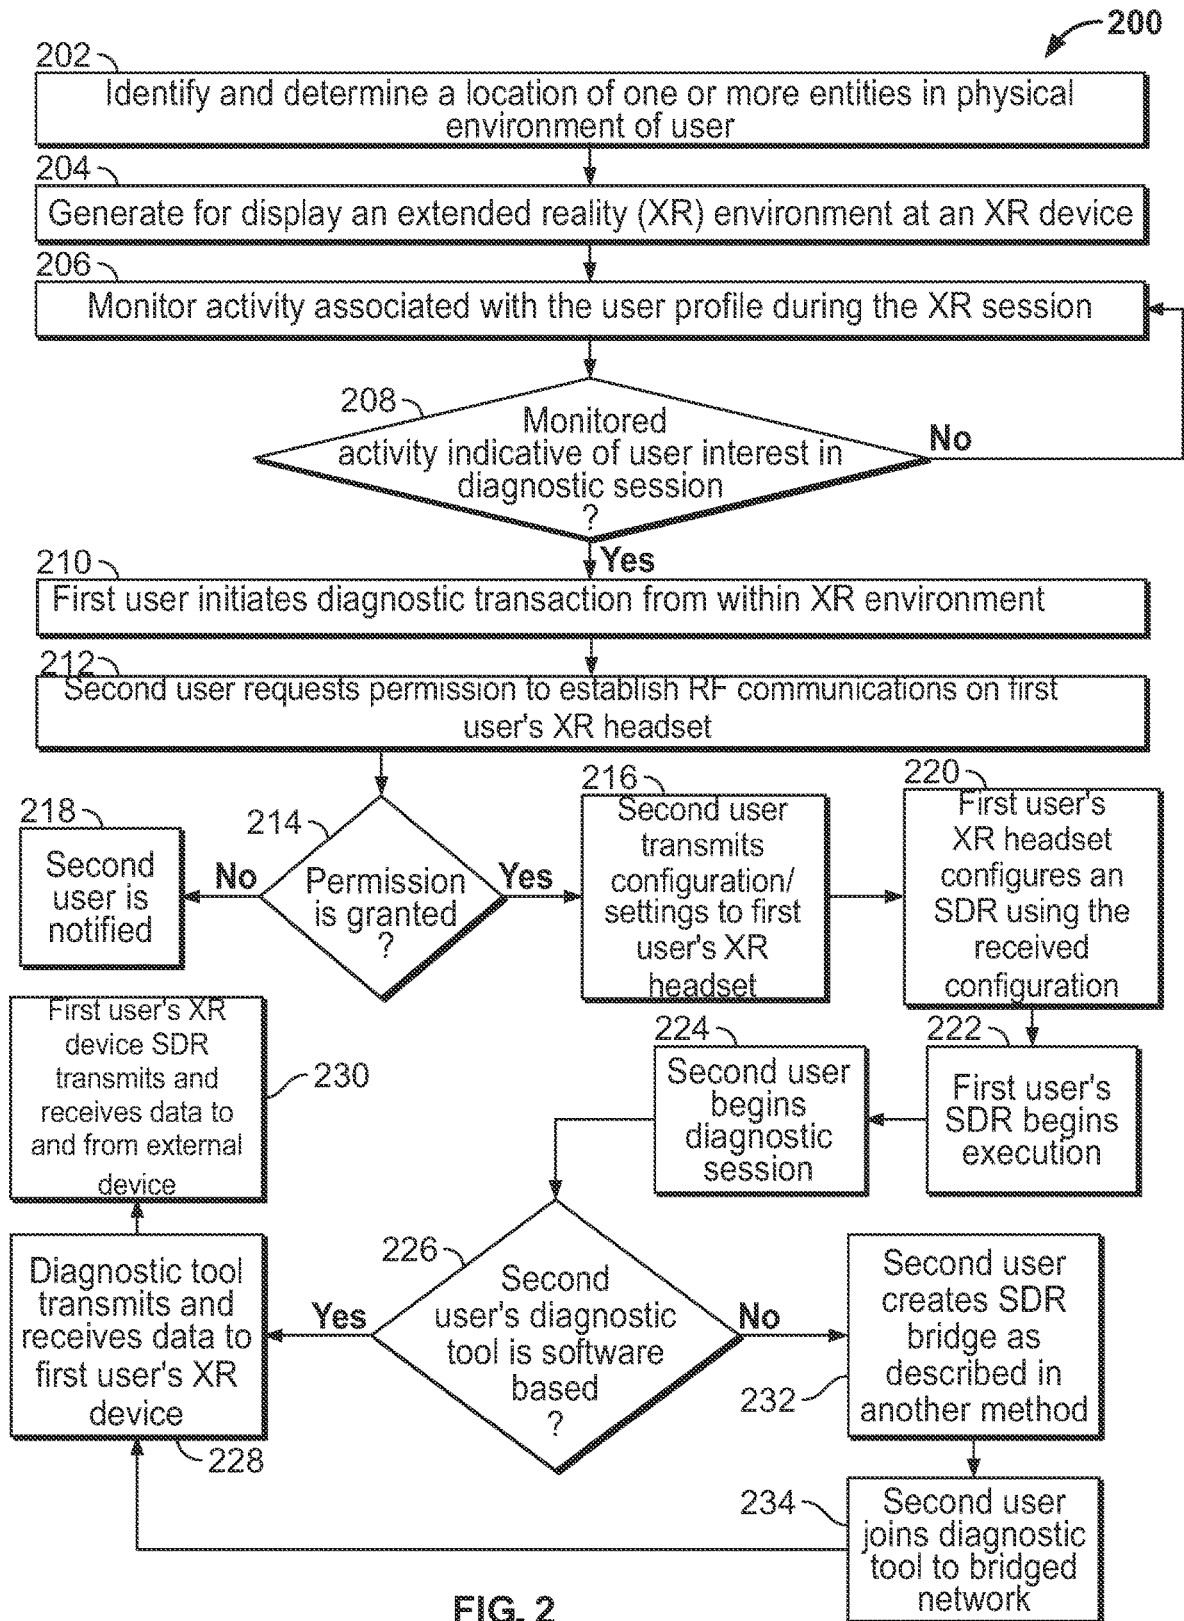 200
202
Identify and determine a location of one or more entities in physical
environment of user
204
Generate for display an extended reality (XR) environment at an XR device
206
Monitor activity associated with the user profile during the XR session
208
Monitored
activity indicative of user interest in
diagnostic session
?
No
Yes
210
First user initiates diagnostic transaction from within XR environment
212
Second user requests permission to establish RF communications on first
user's XR headset
214
Permission
is granted
?
No
Yes
218
Second
user is
notified
216
Second user
transmits
configuration/
settings to first
user's XR
headset
220
First user's
XR headset
configures an
SDR using the
received
configuration
222
First user's
SDR begins
execution
224
Second user
begins
diagnostic
session
226
Second
user's diagnostic
tool is software
based
?
Yes
No
228
Diagnostic tool
transmits and
receives data to
first user's XR
device
230
First user's XR
device SDR
transmits and
receives data to
and from external
device
232
Second user
creates SDR
bridge as
described in
another method
234
Second user
joins diagnostic
tool to bridged
network
FIG. 2